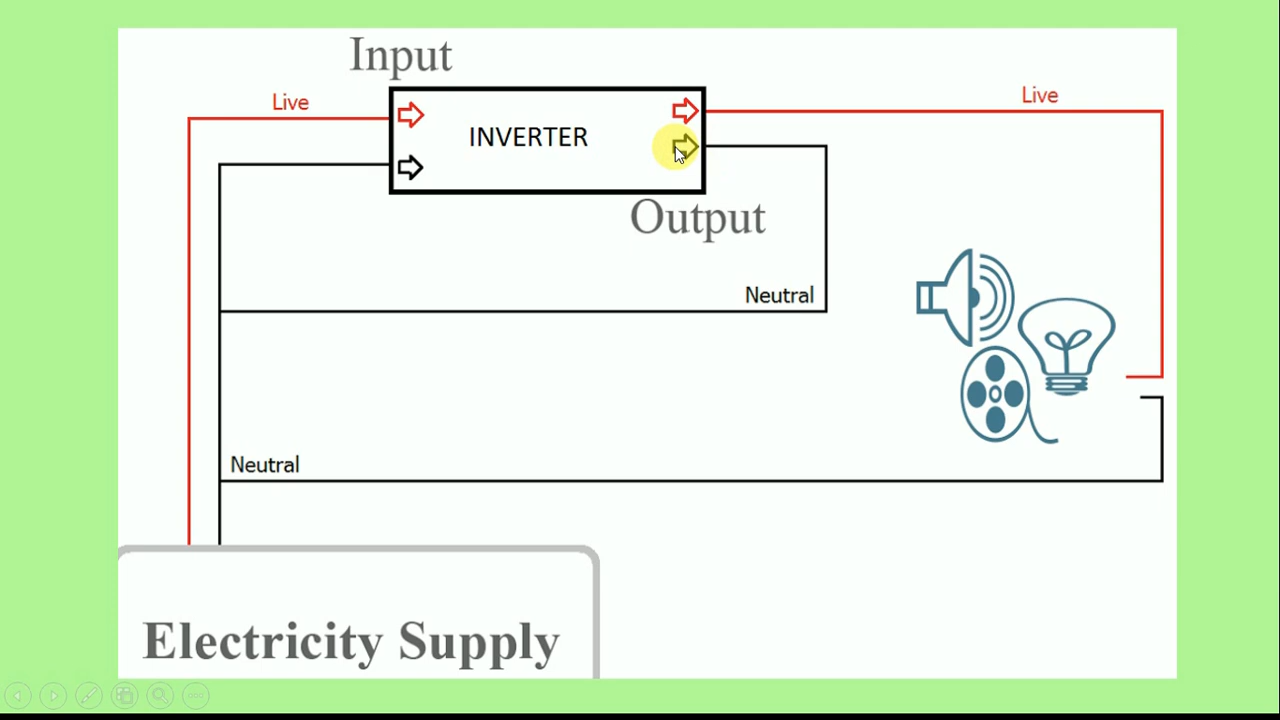 Input
Live
Live
INVERTER
Output
Neutral
Neutral
Electricity Supply